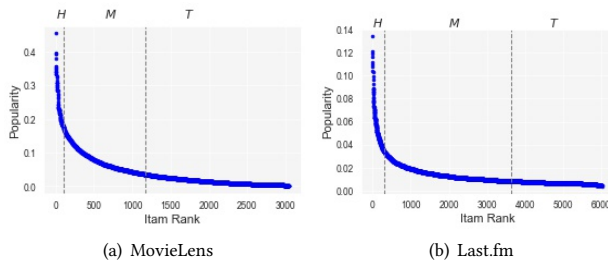 H M T
0.4
0.3
0.2
0.1
0.0
Popularity
0 500 1000 1500 2000 2500 3000
Itam Rank
(a) MovieLens
H M T
0.14
0.12
0.10
0.08
0.06
0.04
0.02
0.00
Popularity
0 1000 2000 3000 4000 5000 6000
Itam Rank
(b) Last.fm